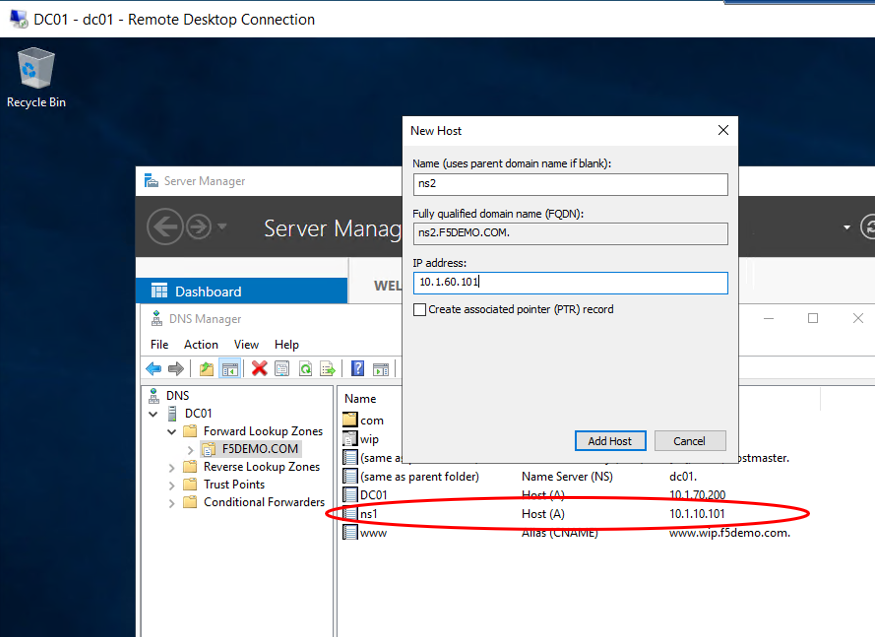 DC01 - dc01 - Remote Desktop Connection
Recycle Bin
Server Manager
Server Manag
Dashboard
WEL
DNS Manager
File Action View Help
DNS
DC01
Forward Lookup Zones
F5DEMO.COM
Reverse Lookup Zones
Trust Points
Conditional Forwarders
New Host
Name (uses parent domain name if blank):
ns2
Fully qualified domain name (FQDN):
ns2.F5DEMO.COM.
IP address:
10.1.60.101
Create associated pointer (PTR) record
Add Host Cancel
Name
com
wip
(same as ostmaster.
(same as parent folder) Name Server (NS) dc01.
DC01 Host (A) 10.1.70.200
ns1 Host (A) 10.1.10.101
www Alias (CNAME) www.wip.f5demo.com.